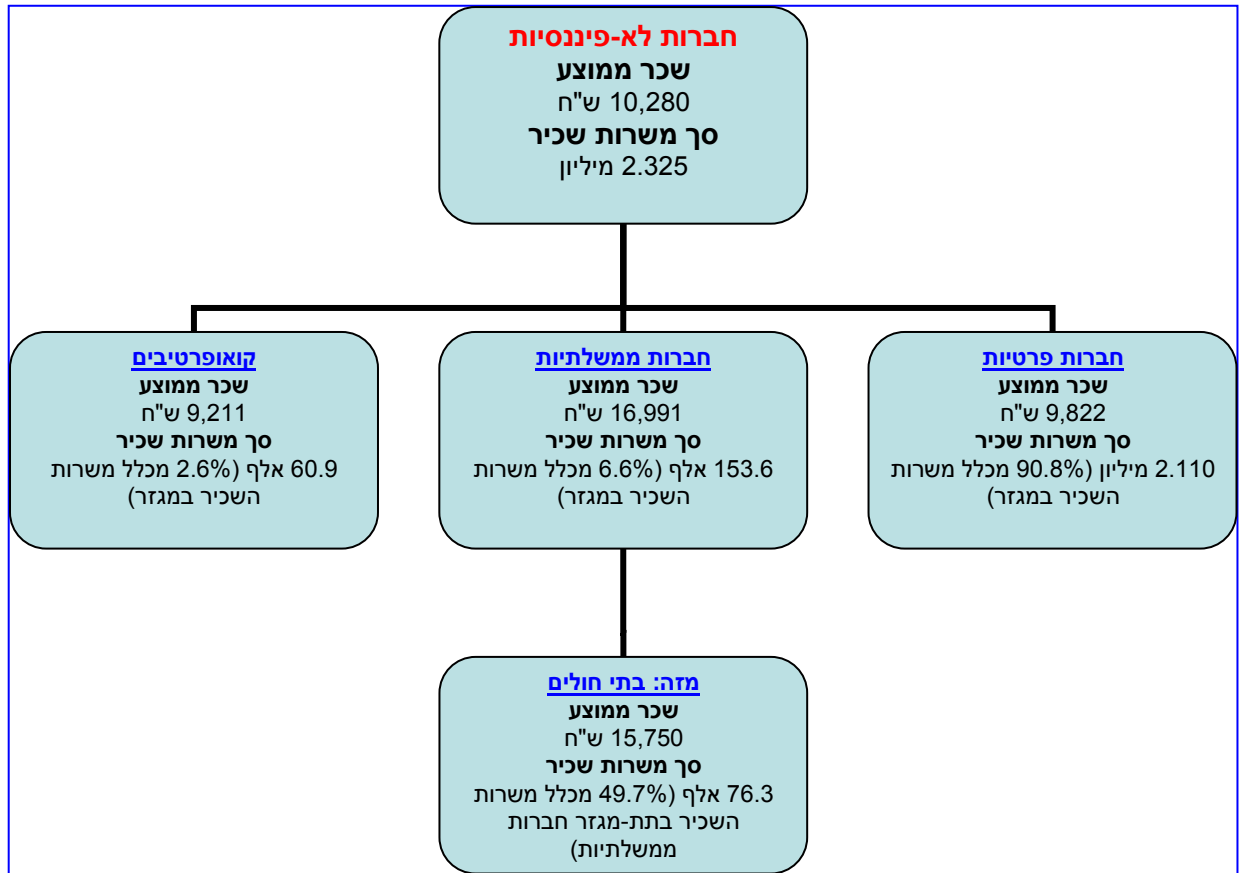 חברות לא-פיננסיות
שכר ממוצע
10,280 ש"ח
סך משרות שכיר
2.325 מיליון
חברות פרטיות
שכר ממוצע
9,822 ש"ח
סך משרות שכיר
2.110 מיליון (90.8% מכלל משרות
השכיר במגזר)
חברות ממשלתיות
שכר ממוצע
16,991 ש"ח
סך משרות שכיר
153.6 אלף (6.6% מכלל משרות
השכיר במגזר)
קואופרטיבים
שכר ממוצע
9,211 ש"ח
סך משרות שכיר
60.9 אלף (2.6% מכלל משרות
השכיר במגזר)
מזה: בתי חולים
שכר ממוצע
15,750 ש"ח
סך משרות שכיר
76.3 אלף (49.7% מכלל משרות
השכיר בתת-מגזר חברות
ממשלתיות)